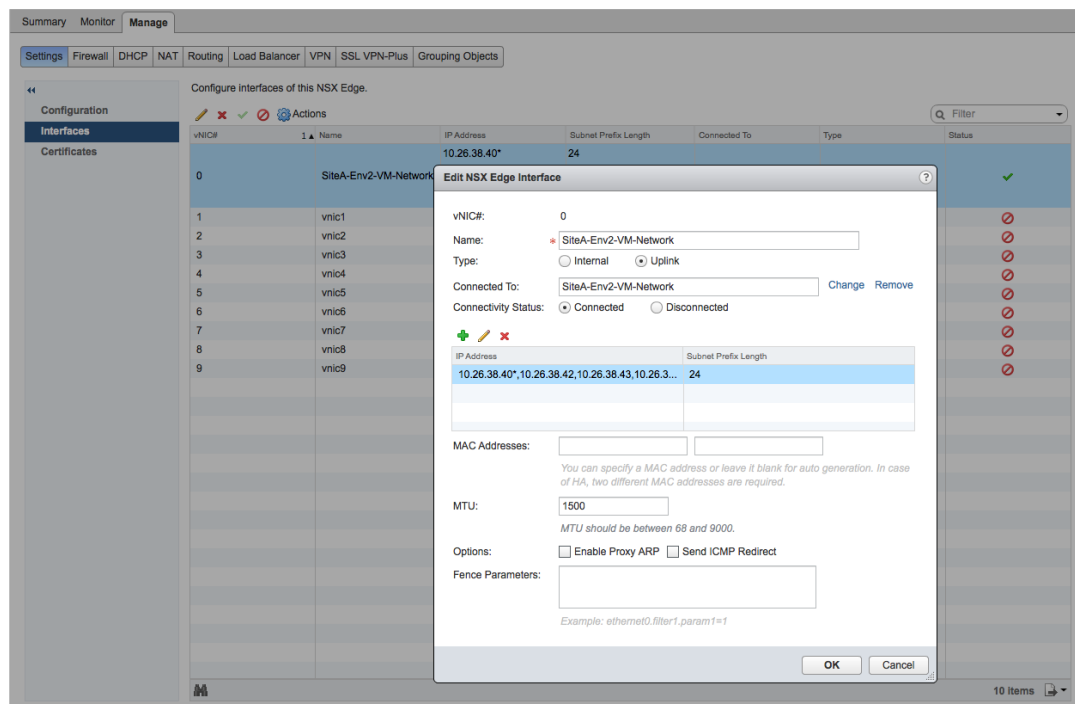 Summary Monitor Manage
Settings Firewall DHCP NAT Routing Load Balancer VPN SSL VPN-Plus Grouping Objects
Configuration
Interfaces
Certificates
Configure interfaces of this NSX Edge.
Actions
Filter
vNIC# 1 Name IP Address Subnet Prefix Length Connected To Type Status
10.26.38.40* 24
0 SiteA-Env2-VM-Network
1 vnic1
2 vnic2
3 vnic3
4 vnic4
5 vnic5
6 vnic6
7 vnic7
8 vnic8
9 vnic9
Edit NSX Edge Interface ?
vNIC#: 0
Name: * SiteA-Env2-VM-Network
Type: Internal Uplink
Connected To: SiteA-Env2-VM-Network Change Remove
Connectivity Status: Connected Disconnected
IP Address Subnet Prefix Length
10.26.38.40*,10.26.38.42,10.26.38.43,10.26.3... 24
MAC Addresses:
You can specify a MAC address or leave it blank for auto generation. In case
of HA, two different MAC addresses are required.
MTU: 1500
MTU should be between 68 and 9000.
Options: Enable Proxy ARP Send ICMP Redirect
Fence Parameters:
Example: ethernet0.filter1.param1=1
OK Cancel
10 items